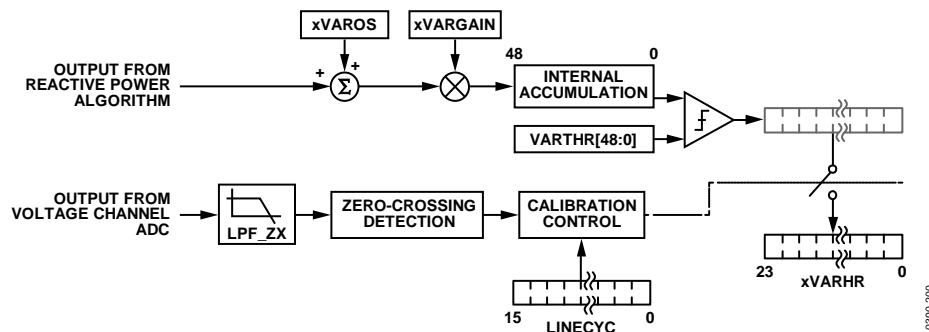 xVAROS
xVARGAIN
OUTPUT FROM
REACTIVE POWER
ALGORITHM
+
+
Σ
48
0
INTERNAL
ACCUMULATION
VARTHR[48:0]
OUTPUT FROM
VOLTAGE CHANNEL
ADC
LPF_ZX
ZERO-CROSSING
DETECTION
CALIBRATION
CONTROL
23
0
xVARHR
15
0
LINECYC